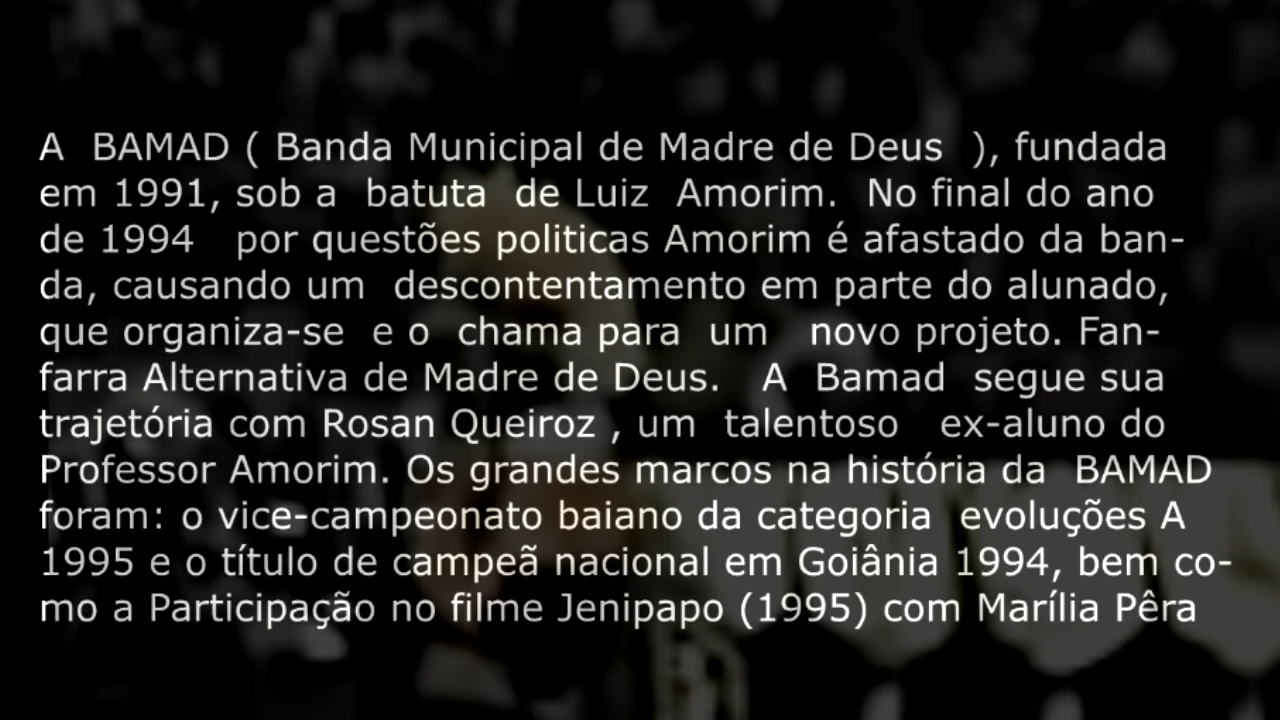 A BAMAD ( Banda Municipal de Madre de Deus ), fundada
em 1991, sob a batuta de Luiz Amorim. No final do ano
de 1994 por questões politicas Amorim é afastado da ban-
da, causando um descontentamento em parte do alunado,
que organiza-se e o chama para um novo projeto. Fan-
farra Alternativa de Madre de Deus. A Bamad segue sua
trajetória com Rosan Queiroz , um talentoso ex-aluno do
Professor Amorim. Os grandes marcos na história da BAMAD
foram: o vice-campeonato baiano da categoria evoluções A
1995 e o título de campeã nacional em Goiânia 1994, bem co-
mo a Participação no filme Jenipapo (1995) com Marília Pêra